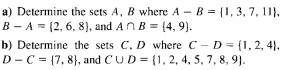 a) Determine the sets A, B where A − B = {1, 3, 7, 11},
B − A = {2, 6, 8}, and A ∩ B = {4, 9}.
b) Determine the sets C, D where C − D = {1, 2, 4},
D − C = {7, 8}, and C ∪ D = {1, 2, 4, 5, 7, 8, 9}.